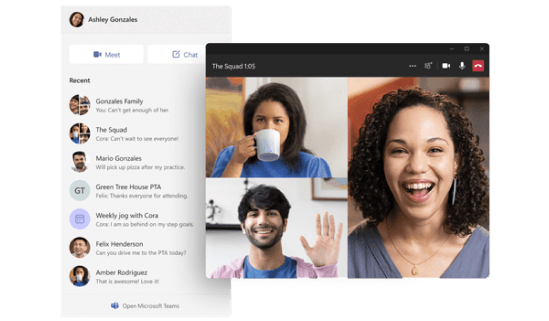 Ashley Gonzales
Meet
Chat
Recent
Gonzales Family
You: Can't get enough of her.
The Squad
Cora: Can't wait to see everyone!
Mario Gonzales
Will pick up pizza after my practice.
GT
Green Tree House PTA
Felix: Thanks everyone for attending.
Weekly jog with Cora
Cora: I am so behind on my step goals.
Felix Henderson
Can you drive me to the PTA today?
Amber Rodriguez
That is awesome! Love it!
Open Microsoft Teams
The Squad 1:05